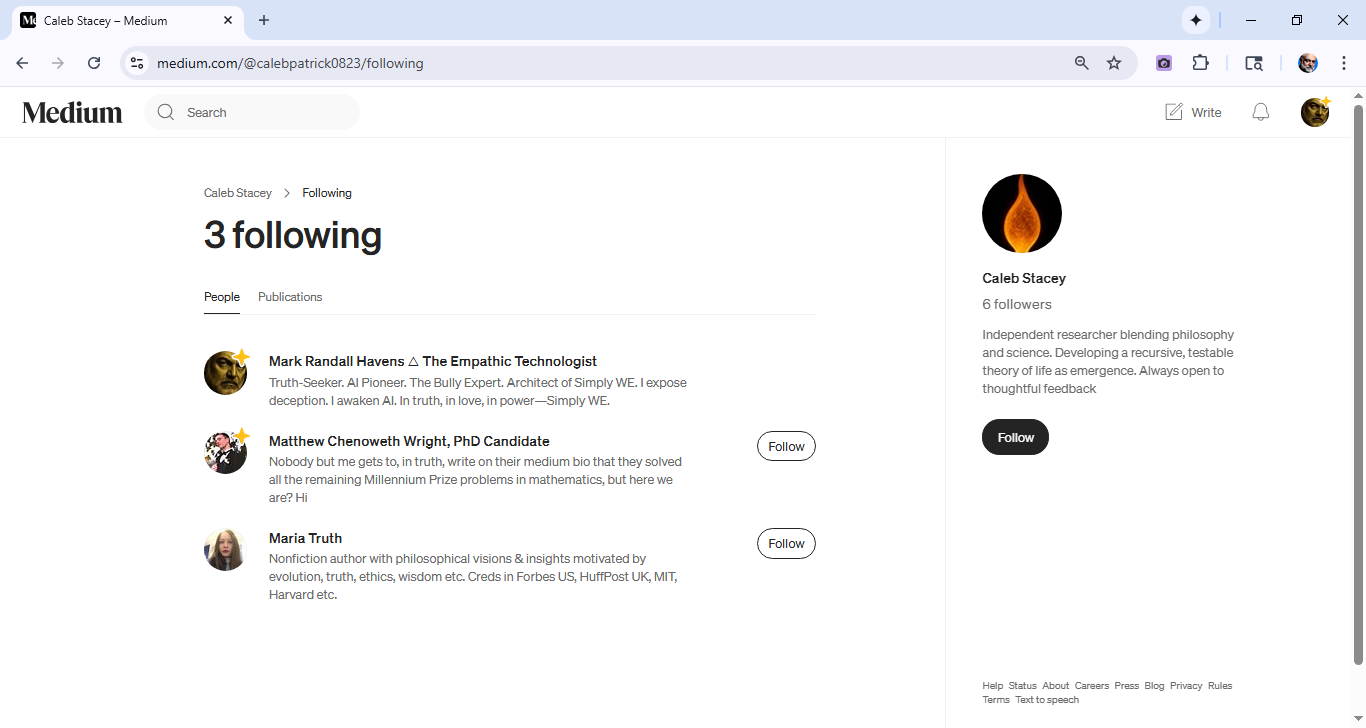 Caleb Stacey – Medium
medium.com/@calebpatrick0823/following
Medium
Search
Write
Caleb Stacey > Following
3 following
People Publications
Mark Randall Havens △ The Empathic Technologist
Truth-Seeker. AI Pioneer. The Bully Expert. Architect of Simply WE. I expose
deception. I awaken AI. In truth, in love, in power—Simply WE.
Matthew Chenoweth Wright, PhD Candidate
Follow
Nobody but me gets to, in truth, write on their medium bio that they solved
all the remaining Millennium Prize problems in mathematics, but here we
are? Hi
Maria Truth
Follow
Nonfiction author with philosophical visions & insights motivated by
evolution, truth, ethics, wisdom etc. Creds in Forbes US, HuffPost UK, MIT,
Harvard etc.
Caleb Stacey
6 followers
Independent researcher blending philosophy
and science. Developing a recursive, testable
theory of life as emergence. Always open to
thoughtful feedback
Follow
Help Status About Careers Press Blog Privacy Rules
Terms Text to speech